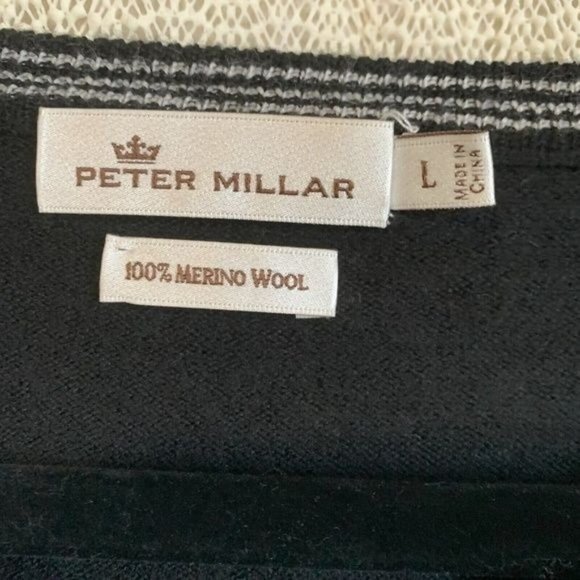 PETER MILLAR
L
MADE IN
CHINA
100% MERINO WOOL